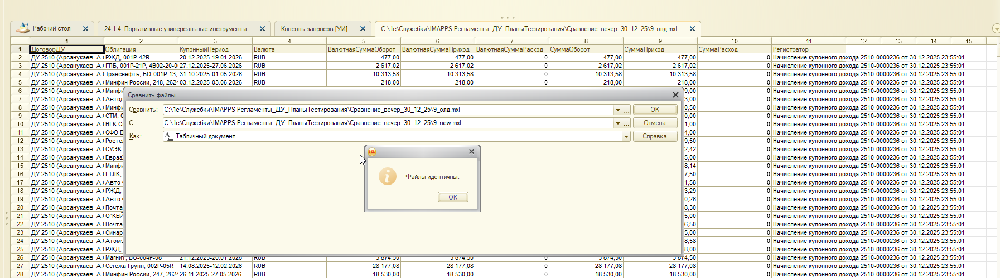 Рабочий стол 24.1.4: Портативные универсальные инструменты Консоль запросов [УИ] C:\1c\Служебки\IMAPPS-Регламенты_ДУ_ПланыТестирования\Сравнение_вечер_30_12_25\9_олд.mxl
1 2 3 4 5 6 7 8 9 10 11 12 13 14 15
1 ДоговорДУ Облигация КупонныйПериод Валюта ВалютнаяСуммаОборот ВалютнаяСуммаПриход ВалютнаяСуммаРасход СуммаОборот СуммаПриход СуммаРасход Регистратор
2 ДУ 2510 (Арсанукаев А.( РЖД, 001Р-42R 20.12.2025-19.01.2026 RUB 477,00 477,00 0 477,00 477,00 0 Начисление купонного дохода 2510-0000236 от 30.12.2025 23:55:01
3 ДУ 2510 (Арсанукаев А.( ГПБ, 001Р-21Р, 4В02-20-0 27.12.2025-27.06.2026 RUB 2 617,02 2 617,02 0 2 617,02 2 617,02 0 Начисление купонного дохода 2510-0000236 от 30.12.2025 23:55:01
4 ДУ 2510 (Арсанукаев А.( Транснефть, БО-001Р-13, 31.10.2025-01.05.2026 RUB 10 313,58 10 313,58 0 10 313,58 10 313,58 0 Начисление купонного дохода 2510-0000236 от 30.12.2025 23:55:01
5 ДУ 2510 (Арсанукаев А.( Минфин России, 248, 262 03.12.2025-03.06.2026 RUB 218,00 218,00 0 218,00 218,00 0 Начисление купонного дохода 2510-0000236 от 30.12.2025 23:55:01
Сравнить файлы
Сравнить: C:\1c\Служебки\IMAPPS-Регламенты_ДУ_ПланыТестирования\Сравнение_вечер_30_12_25\9_олд.mxl ... OK
С: C:\1c\Служебки\IMAPPS-Регламенты_ДУ_ПланыТестирования\Сравнение_вечер_30_12_25\9_new.mxl ... Отмена
Как: Табличный документ Справка
Файлы идентичны.
OK
6 ДУ 2510 (Арсанукаев А.( Минфи 9,00 0 Начисление купонного дохода 2510-0000236 от 30.12.2025 23:55:01
7 ДУ 2510 (Арсанукаев А.( Автод 3,00 0 Начисление купонного дохода 2510-0000236 от 30.12.2025 23:55:01
8 ДУ 2510 (Арсанукаев А.( Минфи 0,50 0 Начисление купонного дохода 2510-0000236 от 30.12.2025 23:55:01
9 ДУ 2510 (Арсанукаев А.( СТМ, 0,00 0 Начисление купонного дохода 2510-0000236 от 30.12.2025 23:55:01
10 ДУ 2510 (Арсанукаев А.( НГК С 1,00 0 Начисление купонного дохода 2510-0000236 от 30.12.2025 23:55:01
11 ДУ 2510 (Арсанукаев А.( СФО 4,00 0 Начисление купонного дохода 2510-0000236 от 30.12.2025 23:55:01
12 ДУ 2510 (Арсанукаев А.( Ростел 9,50 0 Начисление купонного дохода 2510-0000236 от 30.12.2025 23:55:01
13 ДУ 2510 (Арсанукаев А.( СУЭК- 2,42 0 Начисление купонного дохода 2510-0000236 от 30.12.2025 23:55:01
14 ДУ 2510 (Арсанукаев А.( Евраз 5,00 0 Начисление купонного дохода 2510-0000236 от 30.12.2025 23:55:01
15 ДУ 2510 (Арсанукаев А.( Минфи 8,14 0 Начисление купонного дохода 2510-0000236 от 30.12.2025 23:55:01
16 ДУ 2510 (Арсанукаев А.( ГТЛК, 7,50 0 Начисление купонного дохода 2510-0000236 от 30.12.2025 23:55:01
17 ДУ 2510 (Арсанукаев А.( Авто 1,58 0 Начисление купонного дохода 2510-0000236 от 30.12.2025 23:55:01
18 ДУ 2510 (Арсанукаев А.( РЖД, 3,29 0 Начисление купонного дохода 2510-0000236 от 30.12.2025 23:55:01
19 ДУ 2510 (Арсанукаев А.( Авто 0,26 0 Начисление купонного дохода 2510-0000236 от 30.12.2025 23:55:01
20 ДУ 2510 (Арсанукаев А.( Почта 8,30 0 Начисление купонного дохода 2510-0000236 от 30.12.2025 23:55:01
21 ДУ 2510 (Арсанукаев А.( О`КЕЙ 5,00 0 Начисление купонного дохода 2510-0000236 от 30.12.2025 23:55:01
22 ДУ 2510 (Арсанукаев А.( Почта 6,50 0 Начисление купонного дохода 2510-0000236 от 30.12.2025 23:55:01
23 ДУ 2510 (Арсанукаев А.( Синар 5,00 0 Начисление купонного дохода 2510-0000236 от 30.12.2025 23:55:01
24 ДУ 2510 (Арсанукаев А.( Атомэ 8,58 0 Начисление купонного дохода 2510-0000236 от 30.12.2025 23:55:01
25 ДУ 2510 (Арсанукаев А.( РЖД, 5,00 0 Начисление купонного дохода 2510-0000236 от 30.12.2025 23:55:01
26 ДУ 2510 (Арсанукаев А.( Магнит, БО-004Р-08 21.12.2025-20.01.2026 RUB 3 874,50 3 874,50 0 3 874,50 3 874,50 0 Начисление купонного дохода 2510-0000236 от 30.12.2025 23:55:01
27 ДУ 2510 (Арсанукаев А.( Сегежа Групп, 002Р-05R 14.08.2025-12.02.2026 RUB 28 177,08 28 177,08 0 28 177,08 28 177,08 0 Начисление купонного дохода 2510-0000236 от 30.12.2025 23:55:01
28 ДУ 2510 (Арсанукаев А.( Минфин России, 247, 262 26.11.2025-27.05.2026 RUB 18 530,00 18 530,00 0 18 530,00 18 530,00 0 Начисление купонного дохода 2510-0000236 от 30.12.2025 23:55:01